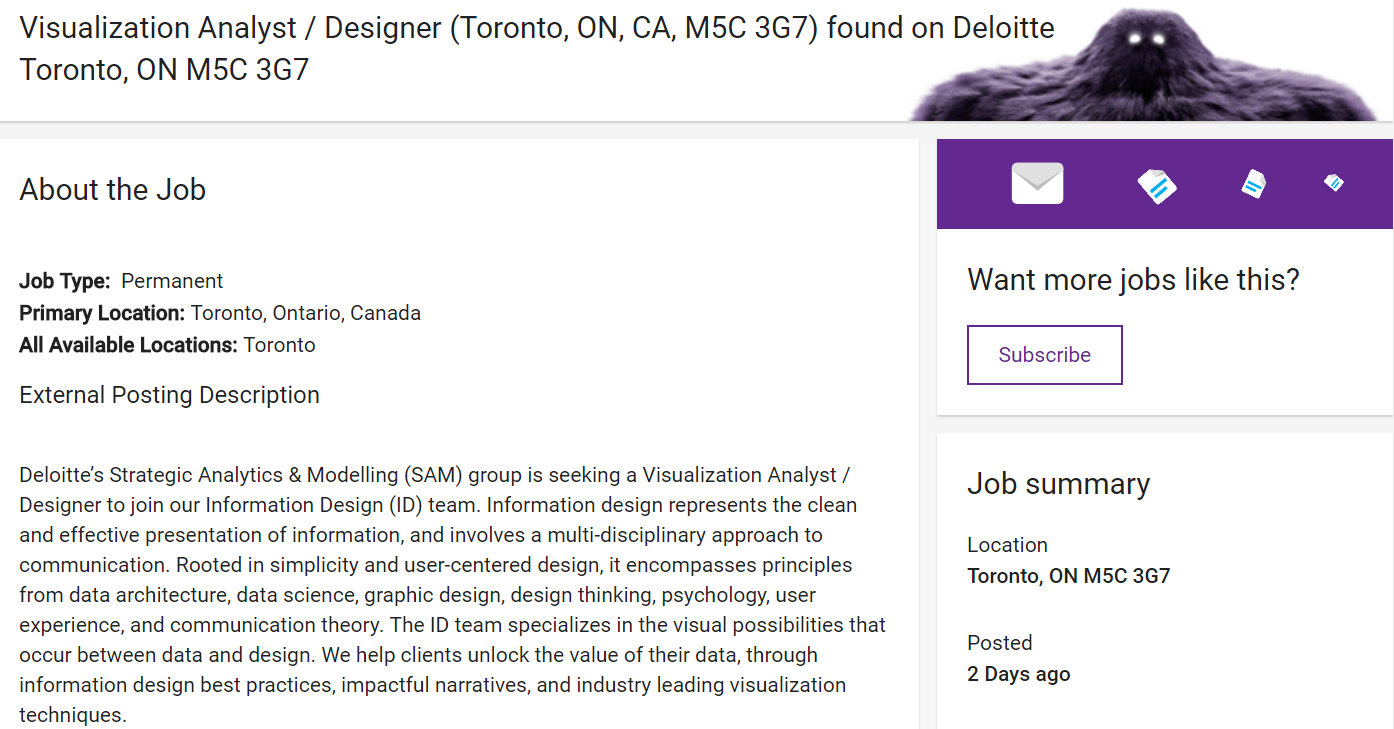 Visualization Analyst / Designer (Toronto, ON, CA, M5C 3G7) found on Deloitte
Toronto, ON M5C 3G7
About the Job
Job Type: Permanent
Primary Location: Toronto, Ontario, Canada
All Available Locations: Toronto
External Posting Description
Deloitte’s Strategic Analytics & Modelling (SAM) group is seeking a Visualization Analyst /
Designer to join our Information Design (ID) team. Information design represents the clean
and effective presentation of information, and involves a multi-disciplinary approach to
communication. Rooted in simplicity and user-centered design, it encompasses principles
from data architecture, data science, graphic design, design thinking, psychology, user
experience, and communication theory. The ID team specializes in the visual possibilities that
occur between data and design. We help clients unlock the value of their data, through
information design best practices, impactful narratives, and industry leading visualization
techniques.
Want more jobs like this?
Subscribe
Job summary
Location
Toronto, ON M5C 3G7
Posted
2 Days ago